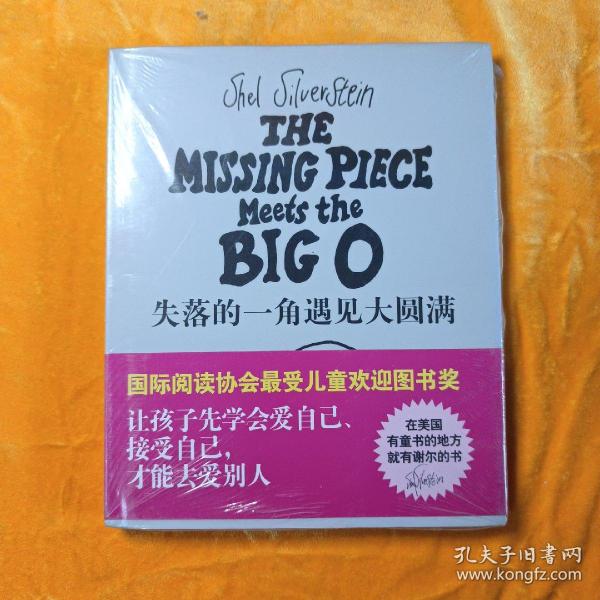 Shel Silverstein
THE
MISSING PIECE
Meets the
BIG O
失落的一角遇见大圆满
国际阅读协会最受儿童欢迎图书奖
让孩子先学会爱自己、
接受自己，
才能去爱别人
在美国
有童书的地方
就有谢尔的书
孔夫子旧书网
www.kongfz.com